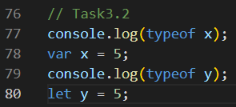 76 // Task3.2
77 console.log(typeof x);
78 var x = 5;
79 console.log(typeof y);
80 let y = 5;